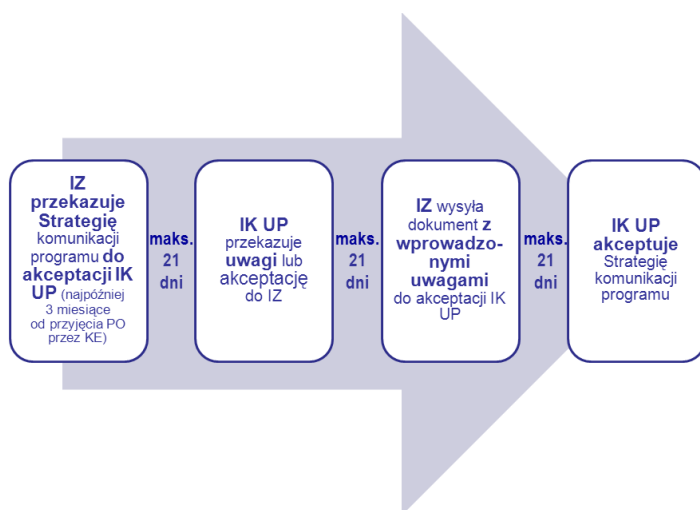 IZ
przekazuje
Strategię
komunikacji
programu do
akceptacji IK
UP (najpóźniej
3 miesiące
od przyjęcia PO
przez KE)
maks.
21
dni
IK UP
przekazuje
uwagi lub
akceptację
do IZ
maks.
21
dni
IZ wysyła
dokument z
wprowadzo-
nymi
uwagami
do akceptacji IK
UP
maks.
21
dni
IK UP
akceptuje
Strategię
komunikacji
programu